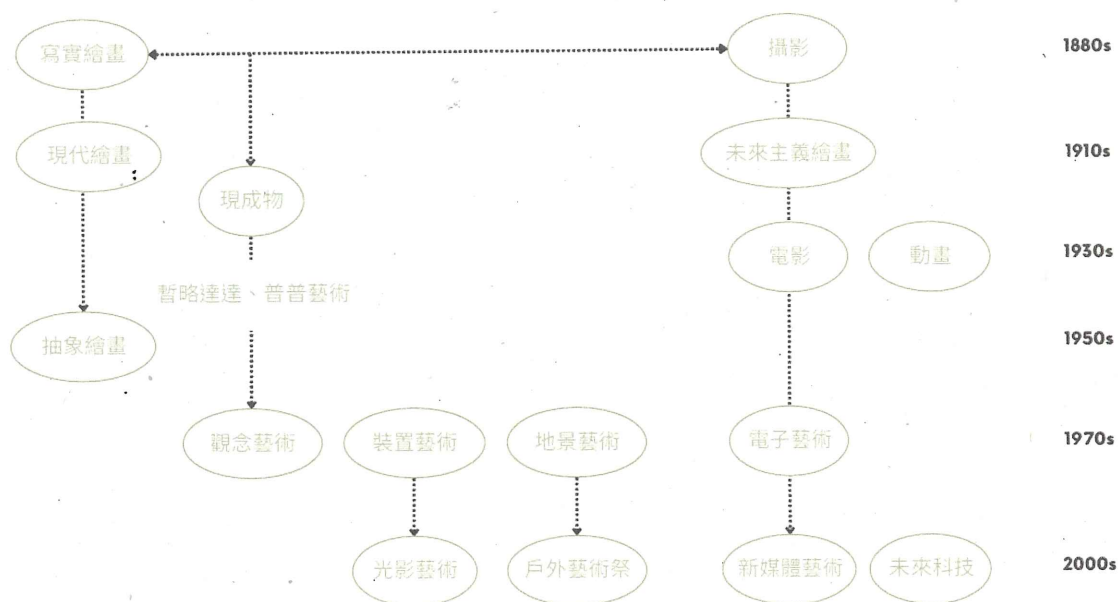 寫實繪畫 攝影 1880s
現代繪畫 未來主義繪畫 1910s
現成物
電影 動畫 1930s
暫略達達、普普藝術
抽象繪畫 1950s
觀念藝術 裝置藝術 地景藝術 電子藝術 1970s
光影藝術 戶外藝術祭 新媒體藝術 未來科技 2000s